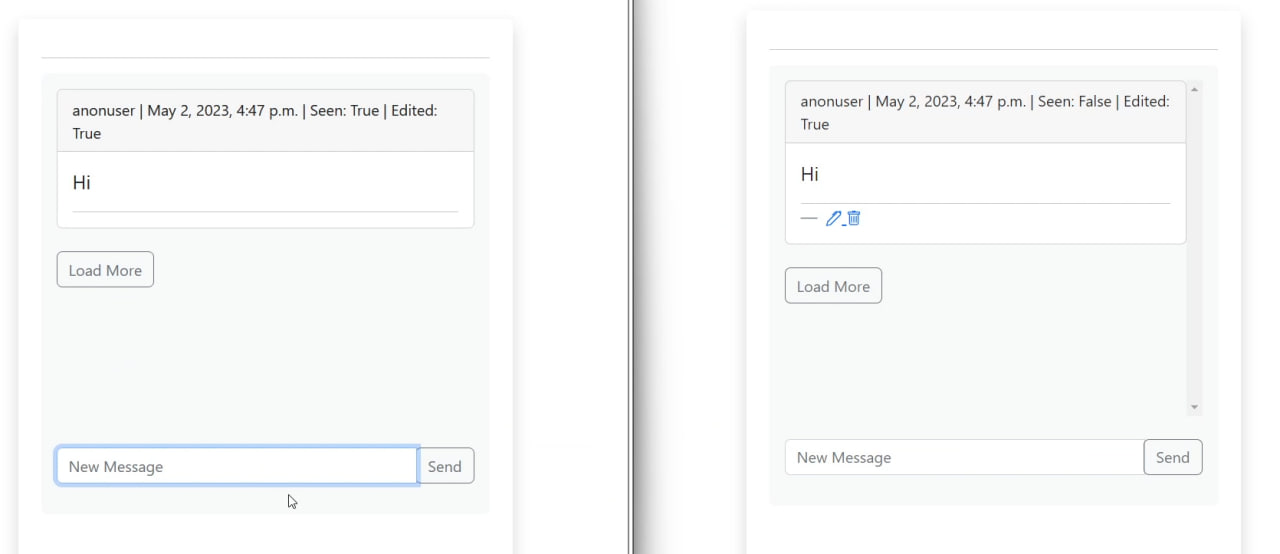 anonuser | May 2, 2023, 4:47 p.m. | Seen: True | Edited:
True
Hi
Load More
New Message
Send
anonuser | May 2, 2023, 4:47 p.m. | Seen: False | Edited:
True
Hi
—
Load More
New Message
Send